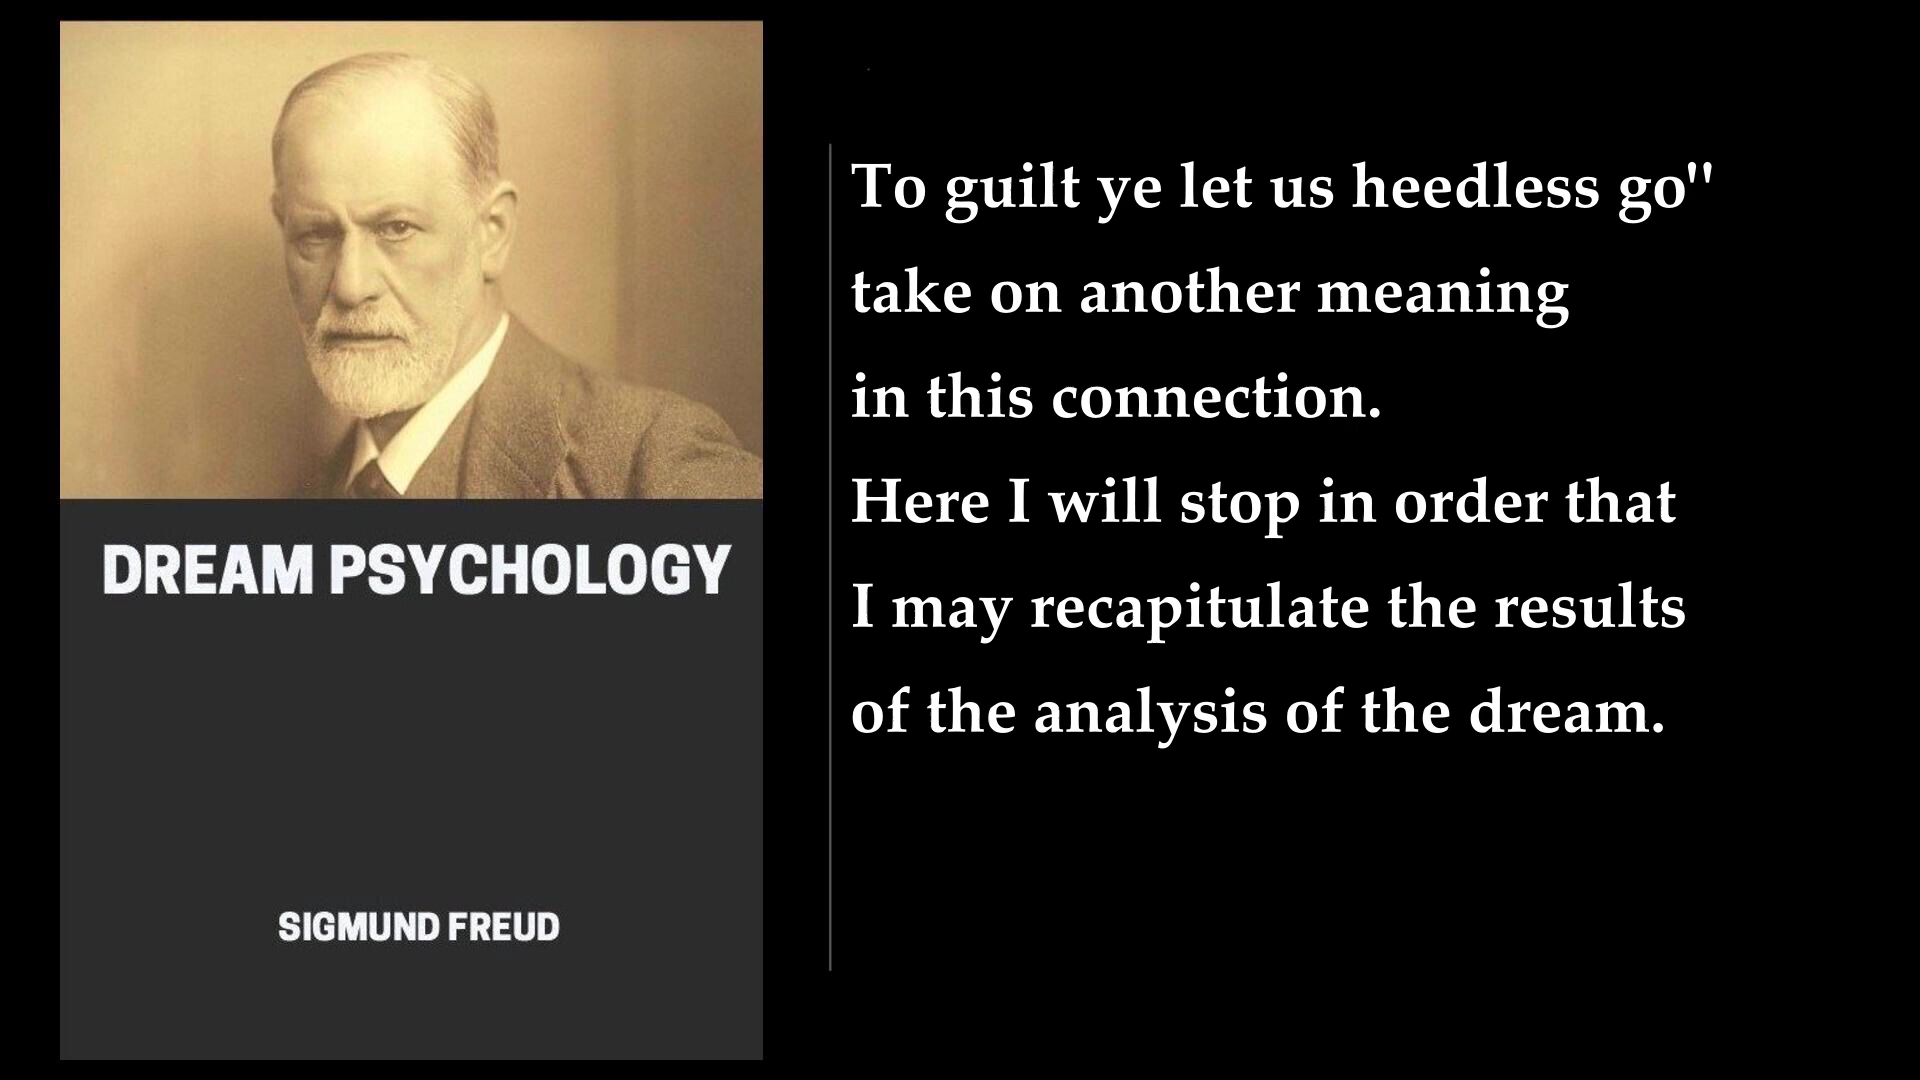 DREAM PSYCHOLOGY
SIGMUND FREUD
To guilt ye let us heedless go"
take on another meaning
in this connection.
Here I will stop in order that
I may recapitulate the results
of the analysis of the dream.